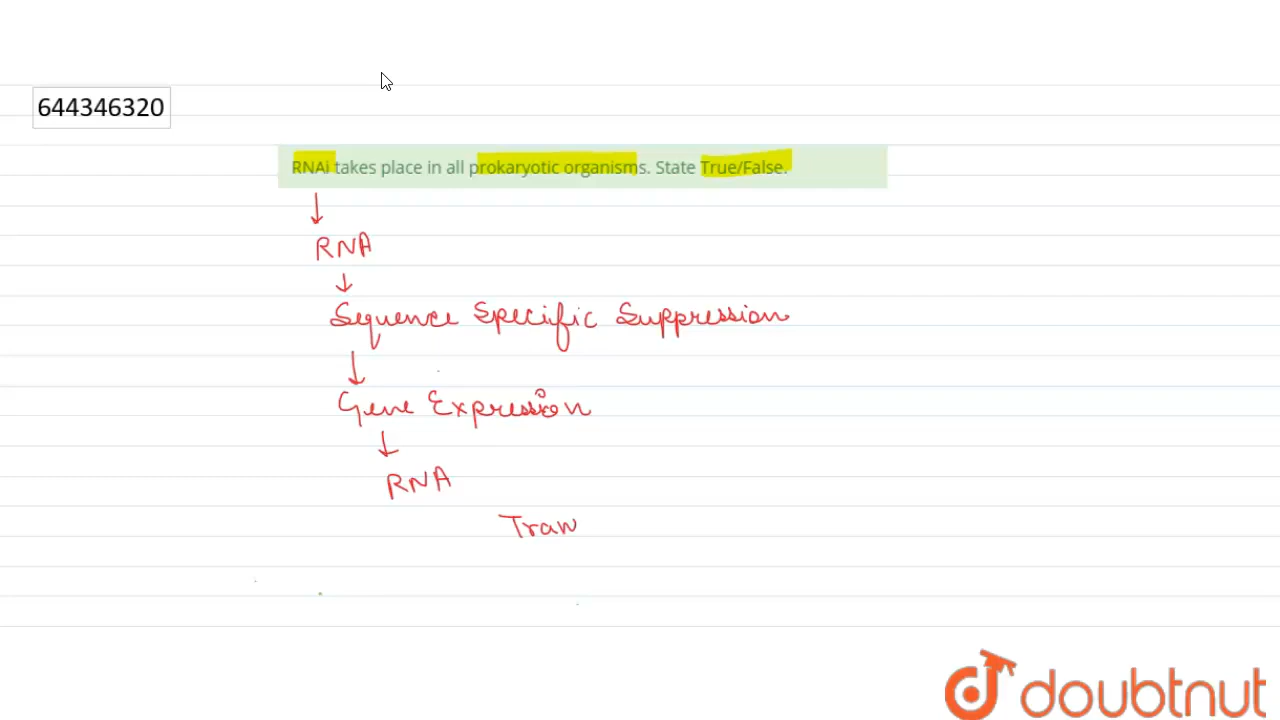 644346320
RNAi takes place in all prokaryotic organisms. State True/False.
RNA
Sequence Specific Suppression
Gene Expression
RNA
Tran
doubtnut